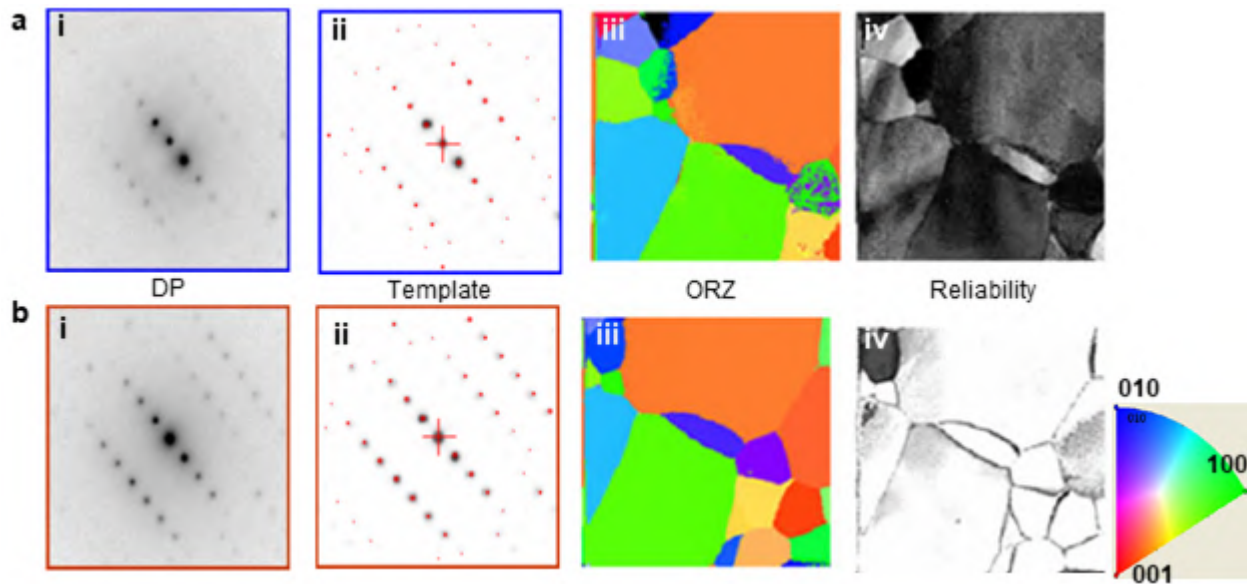 a i ii iii iv
DP Template ORZ Reliability
b i ii iii iv
010
010
100
001